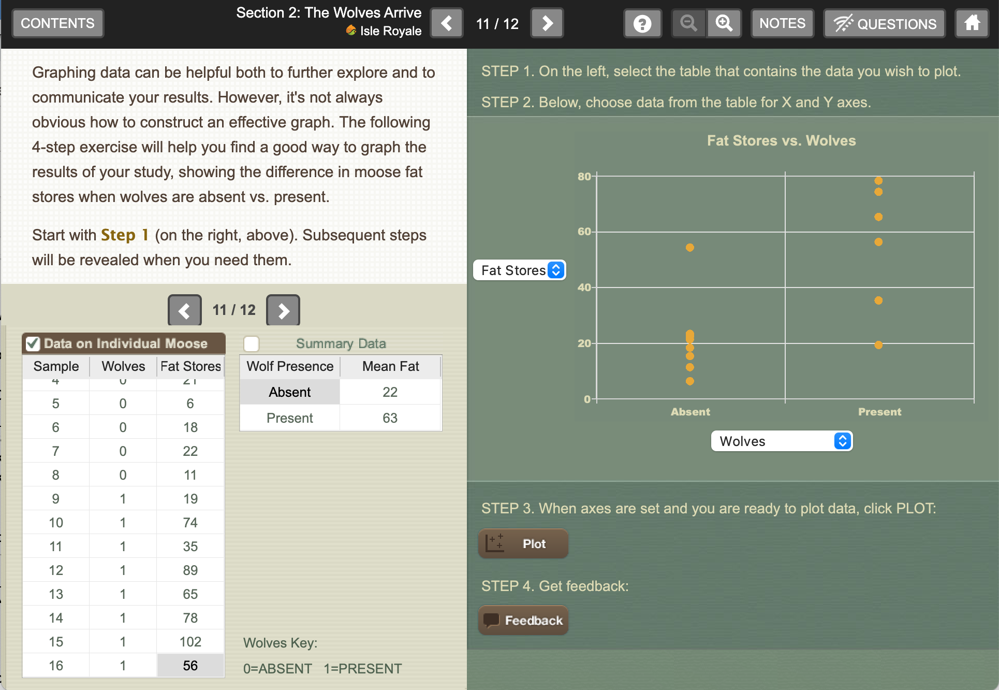 CONTENTS
Section 2: The Wolves Arrive
Isle Royale
11 / 12
?
NOTES
QUESTIONS
Graphing data can be helpful both to further explore and to
communicate your results. However, it's not always
obvious how to construct an effective graph. The following
4-step exercise will help you find a good way to graph the
results of your study, showing the difference in moose fat
stores when wolves are absent vs. present.
Start with Step 1 (on the right, above). Subsequent steps
will be revealed when you need them.
11 / 12
Data on Individual Moose
Sample Wolves Fat Stores
4 0 21
5 0 6
6 0 18
7 0 22
8 0 11
9 1 19
10 1 74
11 1 35
12 1 89
13 1 65
14 1 78
15 1 102
16 1 56
Summary Data
Wolf Presence Mean Fat
Absent 22
Present 63
Wolves Key:
0=ABSENT 1=PRESENT
STEP 1. On the left, select the table that contains the data you wish to plot.
STEP 2. Below, choose data from the table for X and Y axes.
Fat Stores vs. Wolves
80
60
40
20
0
Fat Stores
Absent Present
Wolves
STEP 3. When axes are set and you are ready to plot data, click PLOT:
Plot
STEP 4. Get feedback:
Feedback